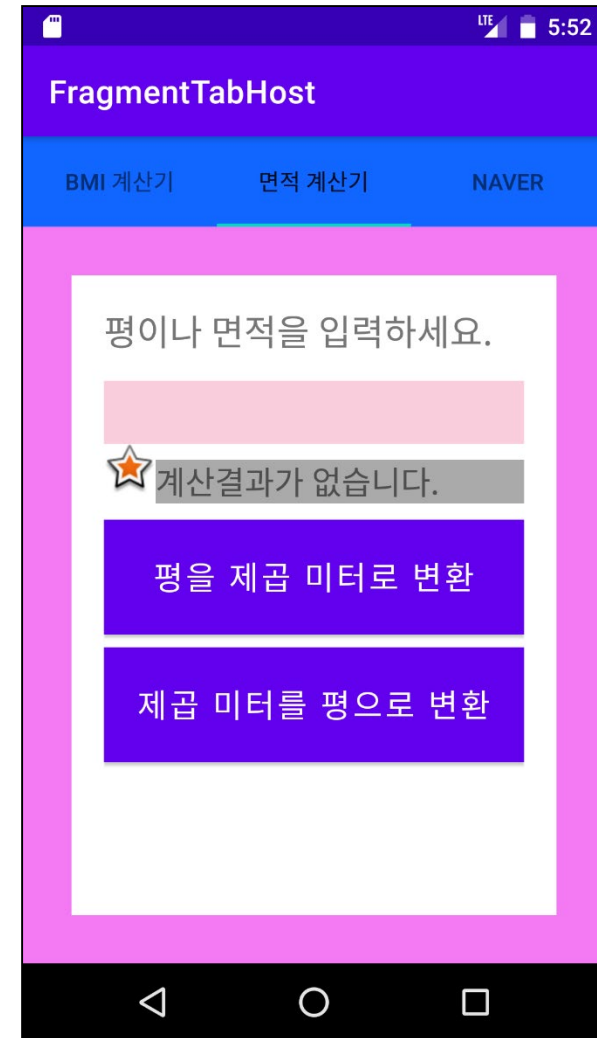 LTE 5:52
FragmentTabHost
BMI 계산기 면적 계산기 NAVER
평이나 면적을 입력하세요.
계산결과가 없습니다.
평을 제곱 미터로 변환
제곱 미터를 평으로 변환